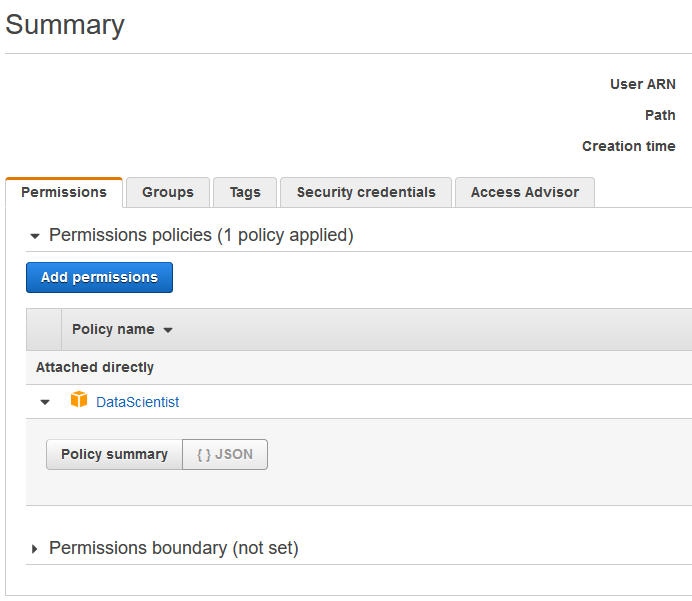 Summary
User ARN
Path
Creation time
Permissions Groups Tags Security credentials Access Advisor
Permissions policies (1 policy applied)
Add permissions
Policy name
Attached directly
DataScientist
Policy summary { } JSON
Permissions boundary (not set)